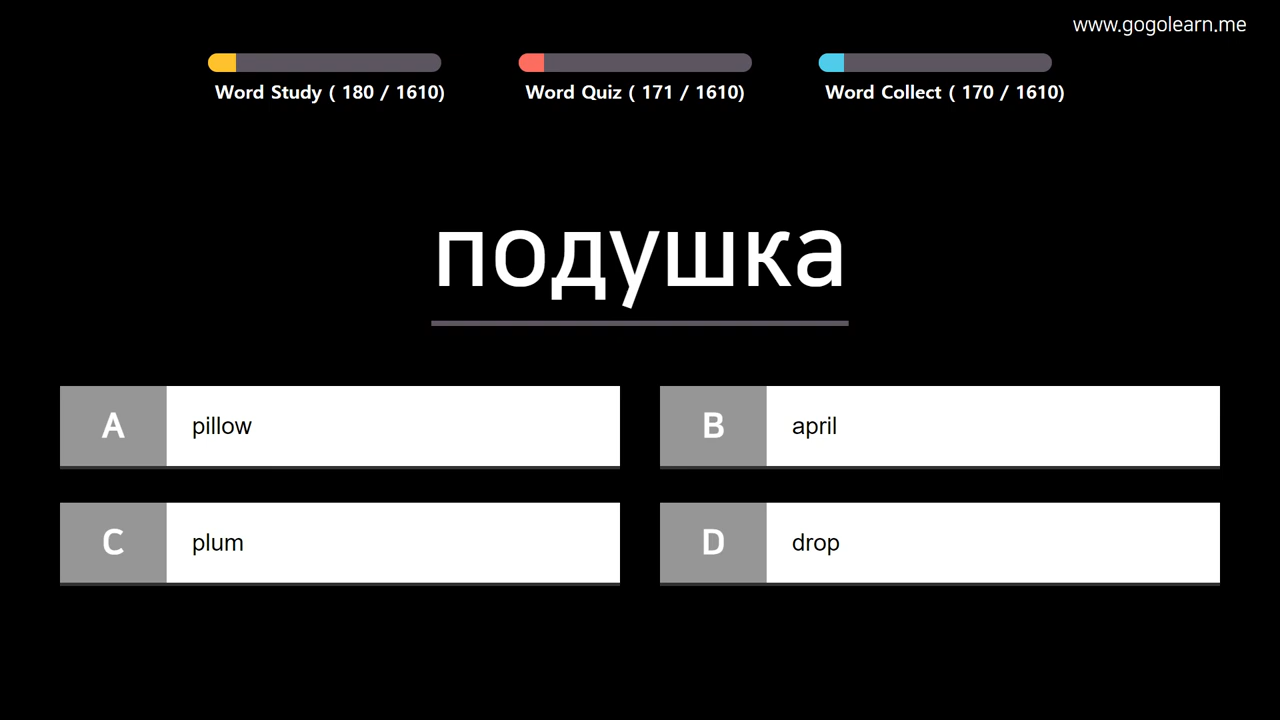 www.gogolearn.me
Word Study ( 180 / 1610)
Word Quiz ( 171 / 1610)
Word Collect ( 170 / 1610)
подушка
A pillow
B april
C plum
D drop